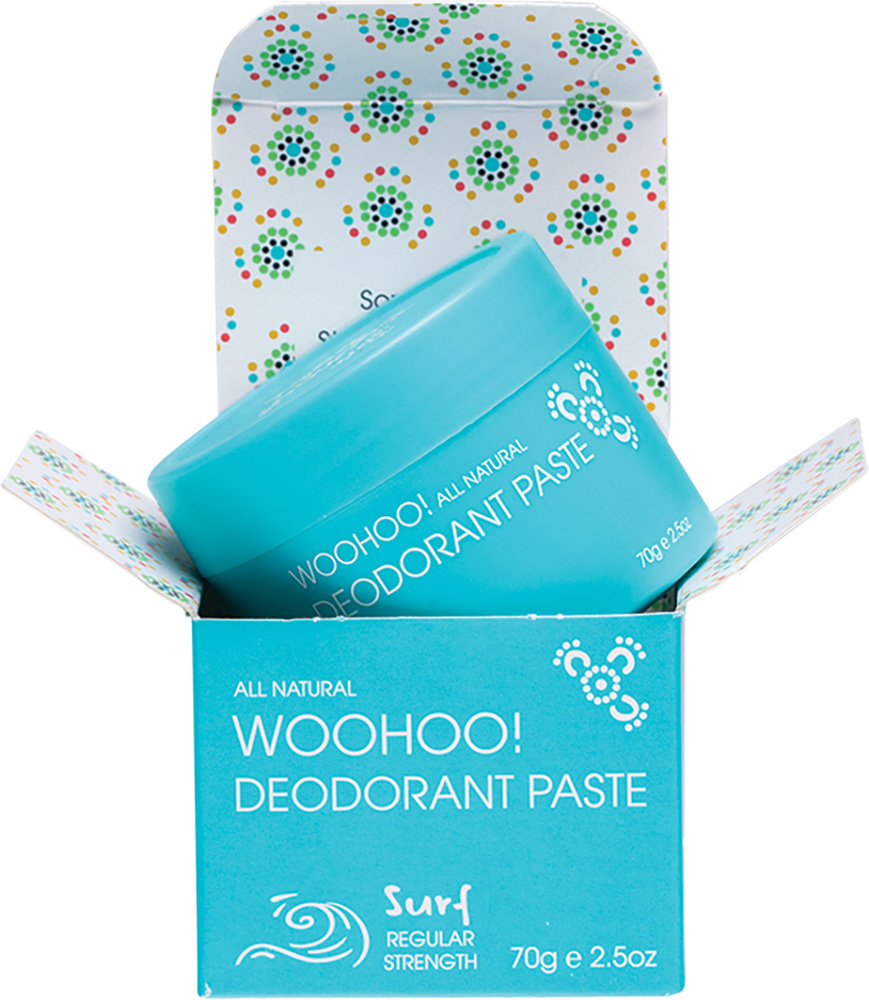 WOOHOO! ALL NATURAL
DEODORANT PASTE
70g e 2.5oz
ALL NATURAL
WOOHOO!
DEODORANT PASTE
Surf
REGULAR
STRENGTH
70g e 2.5oz